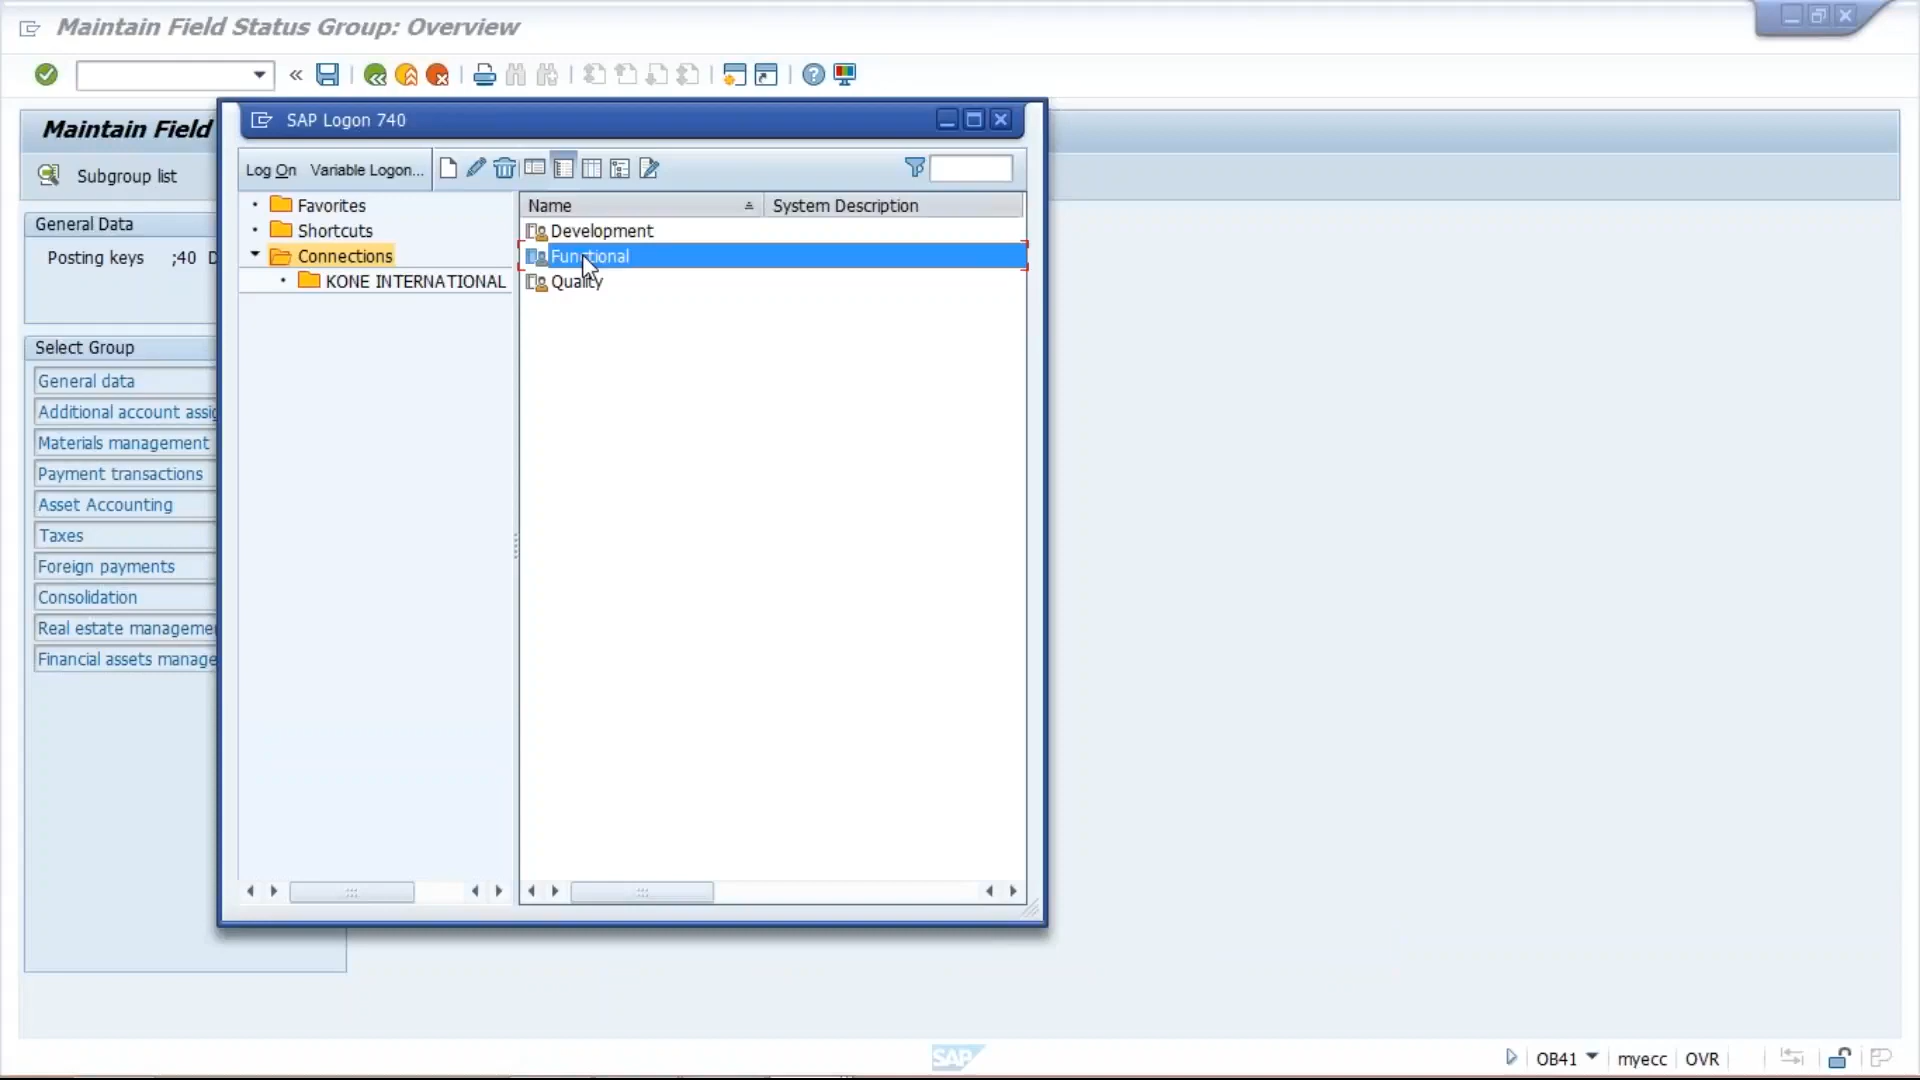 Maintain Field Status Group: Overview
SAP Logon 740
Maintain Field
Log On Variable Logon...
Subgroup list
Name System Description
Favorites
Shortcuts
Connections
KONE INTERNATIONAL
Development
Functional
Quality
General Data
Posting keys ;40 D
Select Group
General data
Additional account assig
Materials management
Payment transactions
Asset Accounting
Taxes
Foreign payments
Consolidation
Real estate manageme
Financial assets manage
SAP
OB41 myecc OVR